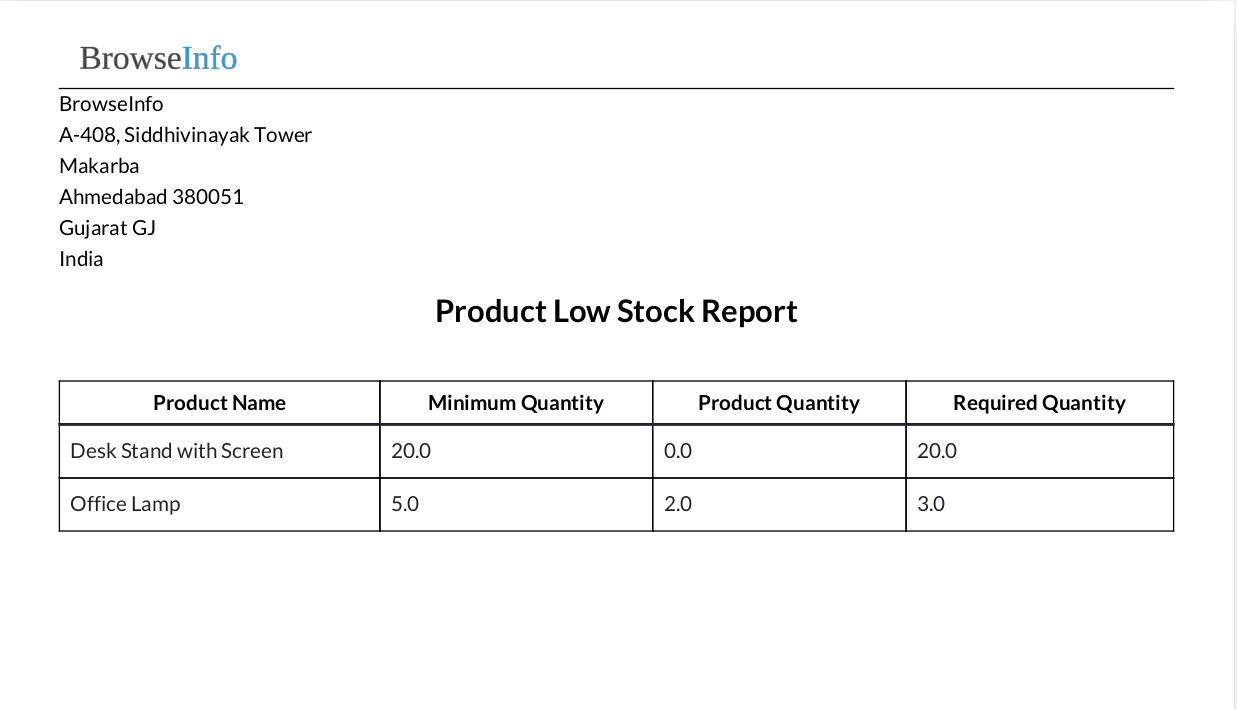 BrowseInfo
BrowseInfo
A-408, Siddhivinayak Tower
Makarba
Ahmedabad 380051
Gujarat GJ
India
Product Low Stock Report
Product Name Minimum Quantity Product Quantity Required Quantity
Desk Stand with Screen 20.0 0.0 20.0
Office Lamp 5.0 2.0 3.0